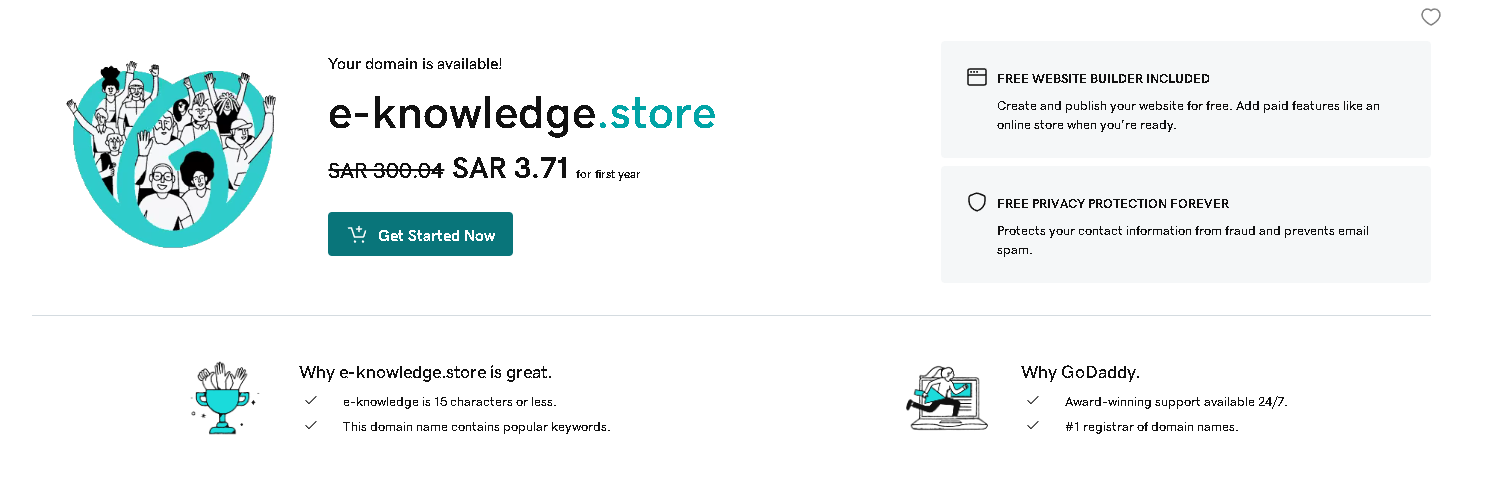 Your domain is available!
e-knowledge.store
SAR 300.04 SAR 3.71 for first year
Get Started Now
FREE WEBSITE BUILDER INCLUDED
Create and publish your website for free. Add paid features like an
online store when you're ready.
FREE PRIVACY PROTECTION FOREVER
Protects your contact information from fraud and prevents email
spam.
Why e-knowledge.store is great.
e-knowledge is 15 characters or less.
This domain name contains popular keywords.
Why GoDaddy.
Award-winning support available 24/7.
#1 registrar of domain names.